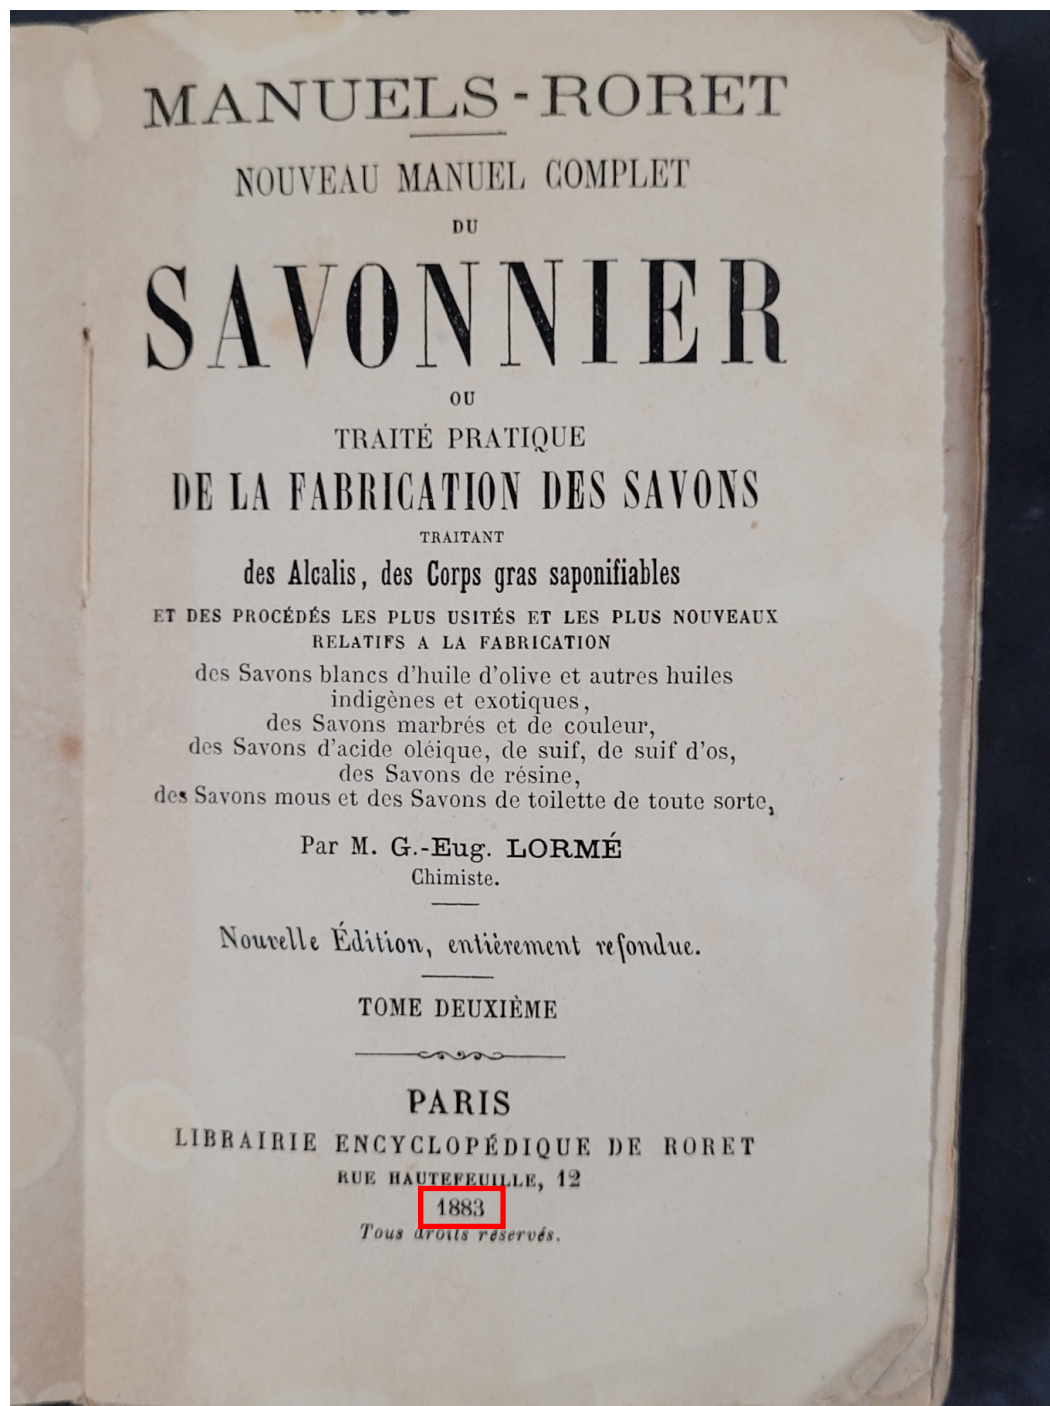 MANUELS-RORET
NOUVEAU MANUEL COMPLET
DU
SAVONNIER
OU
TRAITÉ PRATIQUE
DE LA FABRICATION DES SAVONS
TRAITANT
des Alcalis, des Corps gras saponifiables
ET DES PROCÉDÉS LES PLUS USITÉS ET LES PLUS NOUVEAUX
RELATIFS A LA FABRICATION
des Savons blancs d'huile d'olive et autres huiles
indigènes et exotiques,
des Savons marbrés et de couleur,
des Savons d'acide oléique, de suif, de suif d'os,
des Savons de résine,
des Savons mous et des Savons de toilette de toute sorte,
Par M. G.-Eug. LORMÉ
Chimiste.
Nouvelle Édition, entièrement refondue.
TOME DEUXIÈME
PARIS
LIBRAIRIE ENCYCLOPÉDIQUE DE RORET
RUE HAUTEFEUILLE, 12
1883
Tous droits réservés.